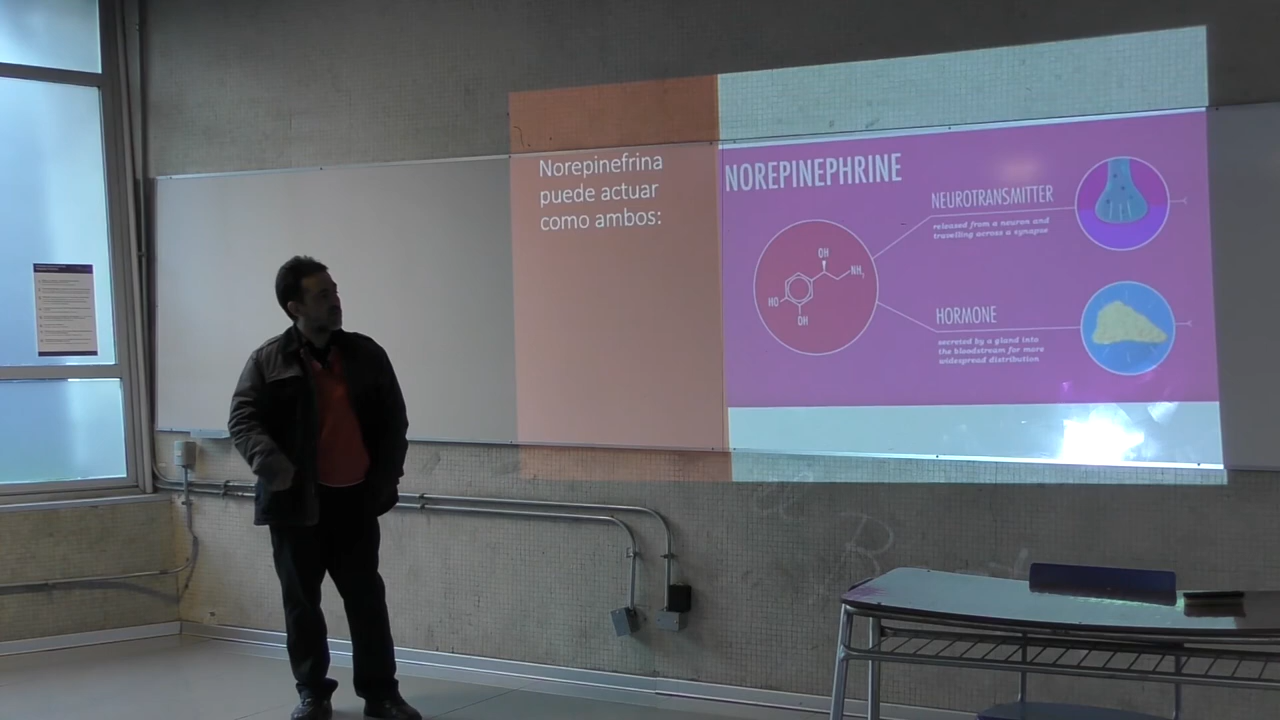 Norepinefrina
puede actuar
como ambos:
NOREPINEPHRINE
NEUROTRANSMITTER
released from a neuron and
travelling across a synapse
OH
NH₂
HO
OH
HORMONE
secreted by a gland into
the bloodstream for more
widespread distribution